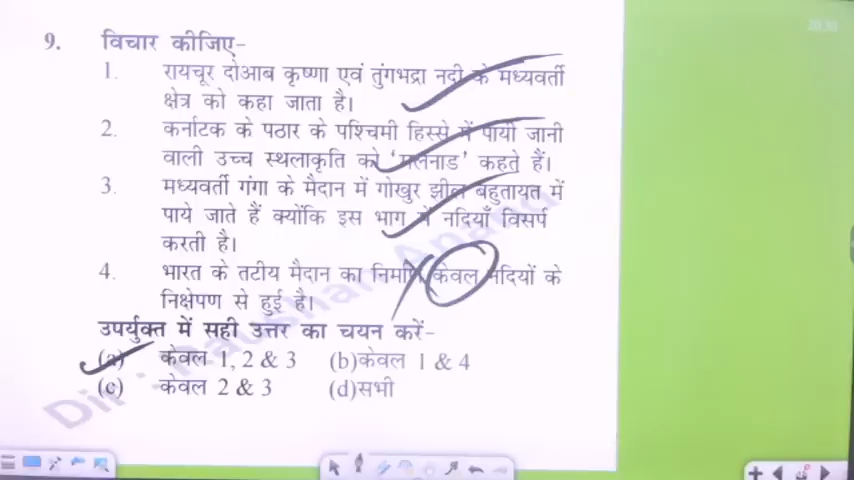 9. विचार कीजिए-
1. रायचूर दोआब कृष्णा एवं तुंगभद्रा नदी के मध्यवर्ती
क्षेत्र को कहा जाता है।
2. कर्नाटक के पठार के पश्चिमी हिस्से में पायी जानी
वाली उच्च स्थलाकृति को 'मलनाड' कहते हैं।
3. मध्यवर्ती गंगा के मैदान में गोखुर झील बहुतायत में
पाये जाते हैं क्योंकि इस भाग में नदियाँ विसर्प
करती है।
4. भारत के तटीय मैदान का निर्माण केवल नदियों के
निक्षेपण से हुई है।
उपर्युक्त में सही उत्तर का चयन करें-
(a) केवल 1, 2 & 3 (b)केवल 1 & 4
(c) केवल 2 & 3 (d)सभी